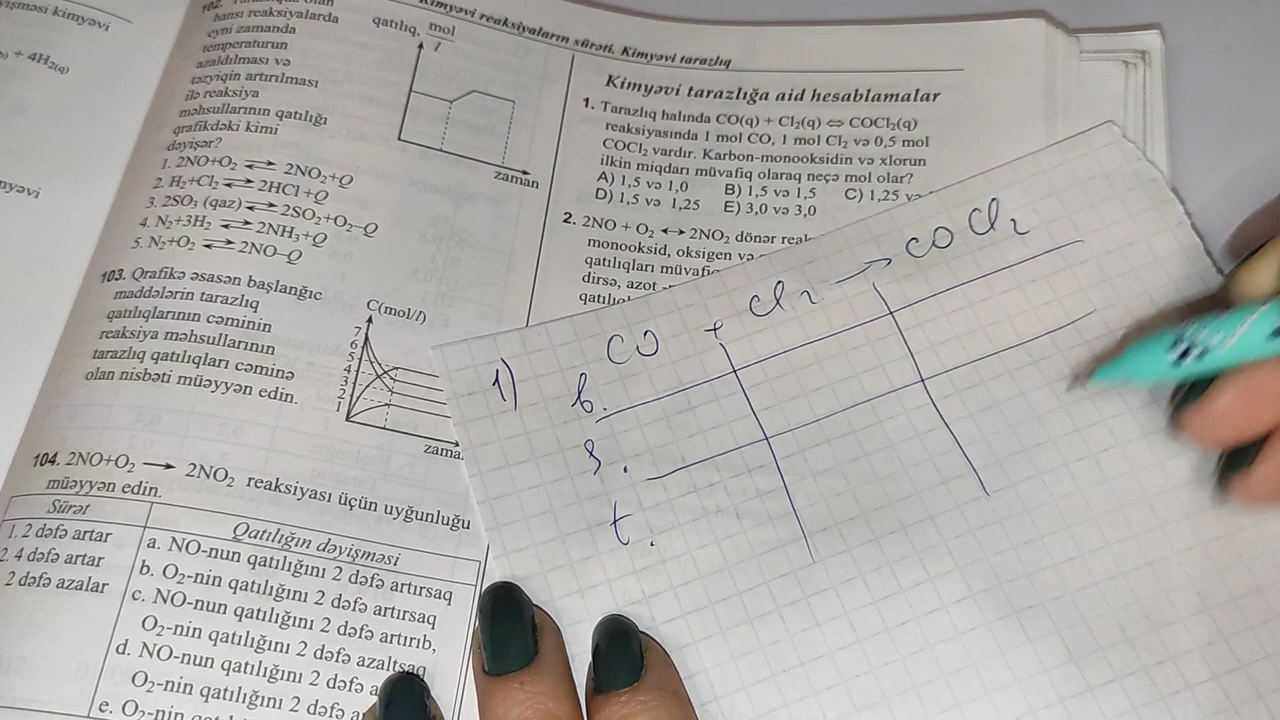 kimyəvi
+ 4H2(q)
hansı reaksiyalarda
eyni zamanda
temperaturun
azaldılması və
təzyiqin artırılması
ilə reaksiya
məhsullarının qatılığı
qrafikdəki kimi
dəyişər?
1. 2NO+O₂ ⇄ 2NO₂+Q
2. H₂+Cl₂ ⇄ 2HCl+Q
3. 2SO₃ (qaz) ⇄ 2SO₂+O₂–Q
4. N₂+3H₂ ⇄ 2NH₃+Q
5. N₂+O₂ ⇄ 2NO–Q
qatılıq, mol
l
zaman
103. Qrafikə əsasən başlanğıc
maddələrin tarazlıq
qatılıqlarının cəminin
reaksiya məhsullarının
tarazlıq qatılıqları cəminə
olan nisbəti müəyyən edin.
C(mol/l)
7
6
5
4
3
2
1
104. 2NO+O₂ → 2NO₂ reaksiyası üçün uyğunluğu
müəyyən edin.
Sürət
1. 2 dəfə artar
2. 4 dəfə artar
2 dəfə azalar
Qatılığın dəyişməsi
a. NO-nun qatılığını 2 dəfə artırsaq
b. O₂-nin qatılığını 2 dəfə artırsaq
c. NO-nun qatılığını 2 dəfə artırıb,
O₂-nin qatılığını 2 dəfə azaltsaq
d. NO-nun qatılığını 2 dəfə
O₂-nin qatılığını 2 dəfə
e. O₂-nin
Kimyəvi reaksiyaların sürəti. Kimyəvi tarazlıq
Kimyəvi tarazlığa aid hesablamalar
1. Tarazlıq halında CO(q) + Cl₂(q) ⇔ COCl₂(q)
reaksiyasında 1 mol CO, 1 mol Cl₂ və 0,5 mol
COCl₂ vardır. Karbon-monooksidin və xlorun
ilkin miqdarı müvafiq olaraq neçə mol olar?
A) 1,5 və 1,0 B) 1,5 və 1,5 C) 1,25 və
D) 1,5 və 1,25 E) 3,0 və 3,0
2. 2NO + O₂ ↔ 2NO₂ dönər
monooksid, oksigen və
qatılıqları
dirsə, azot
1) CO + Cl₂ → COCl₂
b.
s.
t.